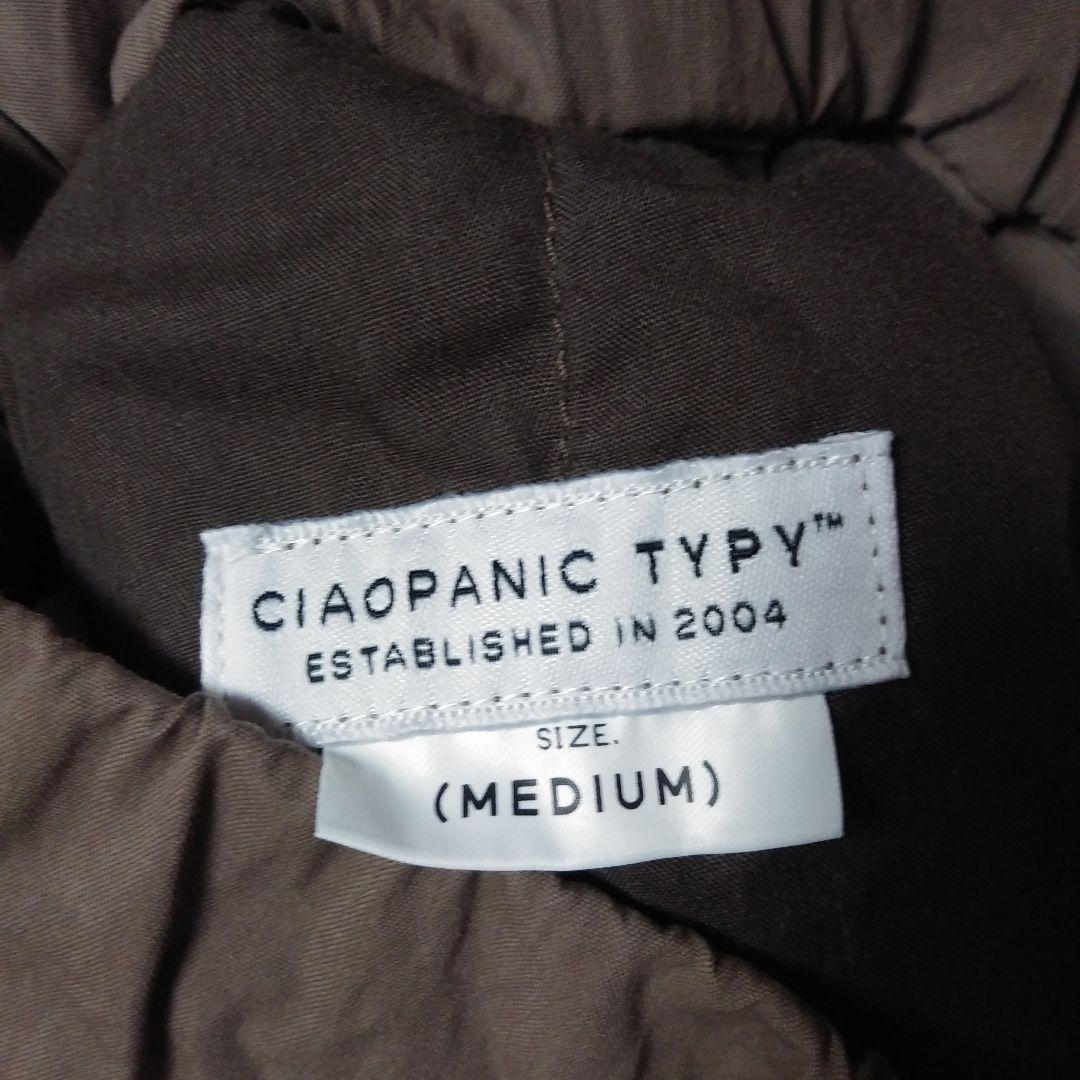 CIAOPANIC TYPY™
ESTABLISHED IN 2004
SIZE.
(MEDIUM)